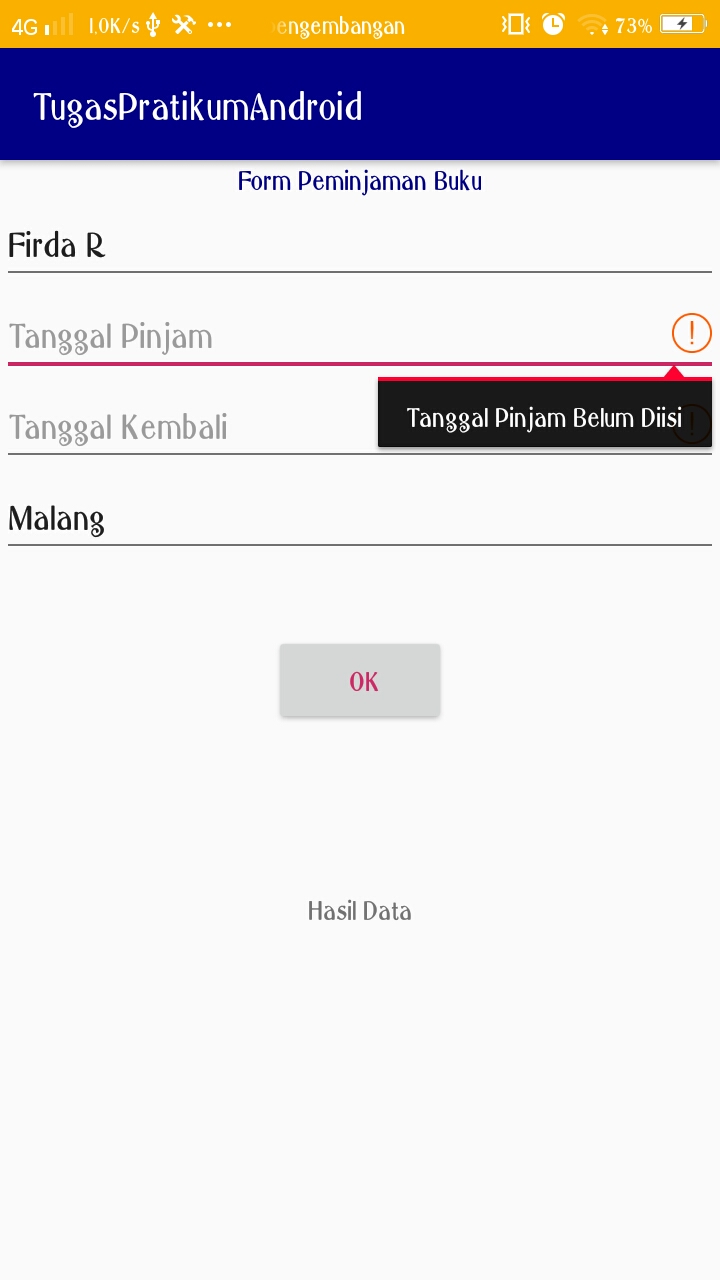 4G 1,0K/s ... engembangan 73%
TugasPratikumAndroid
Form Peminjaman Buku
Firda R
Tanggal Pinjam
Tanggal Kembali
Tanggal Pinjam Belum Diisi
Malang
OK
Hasil Data